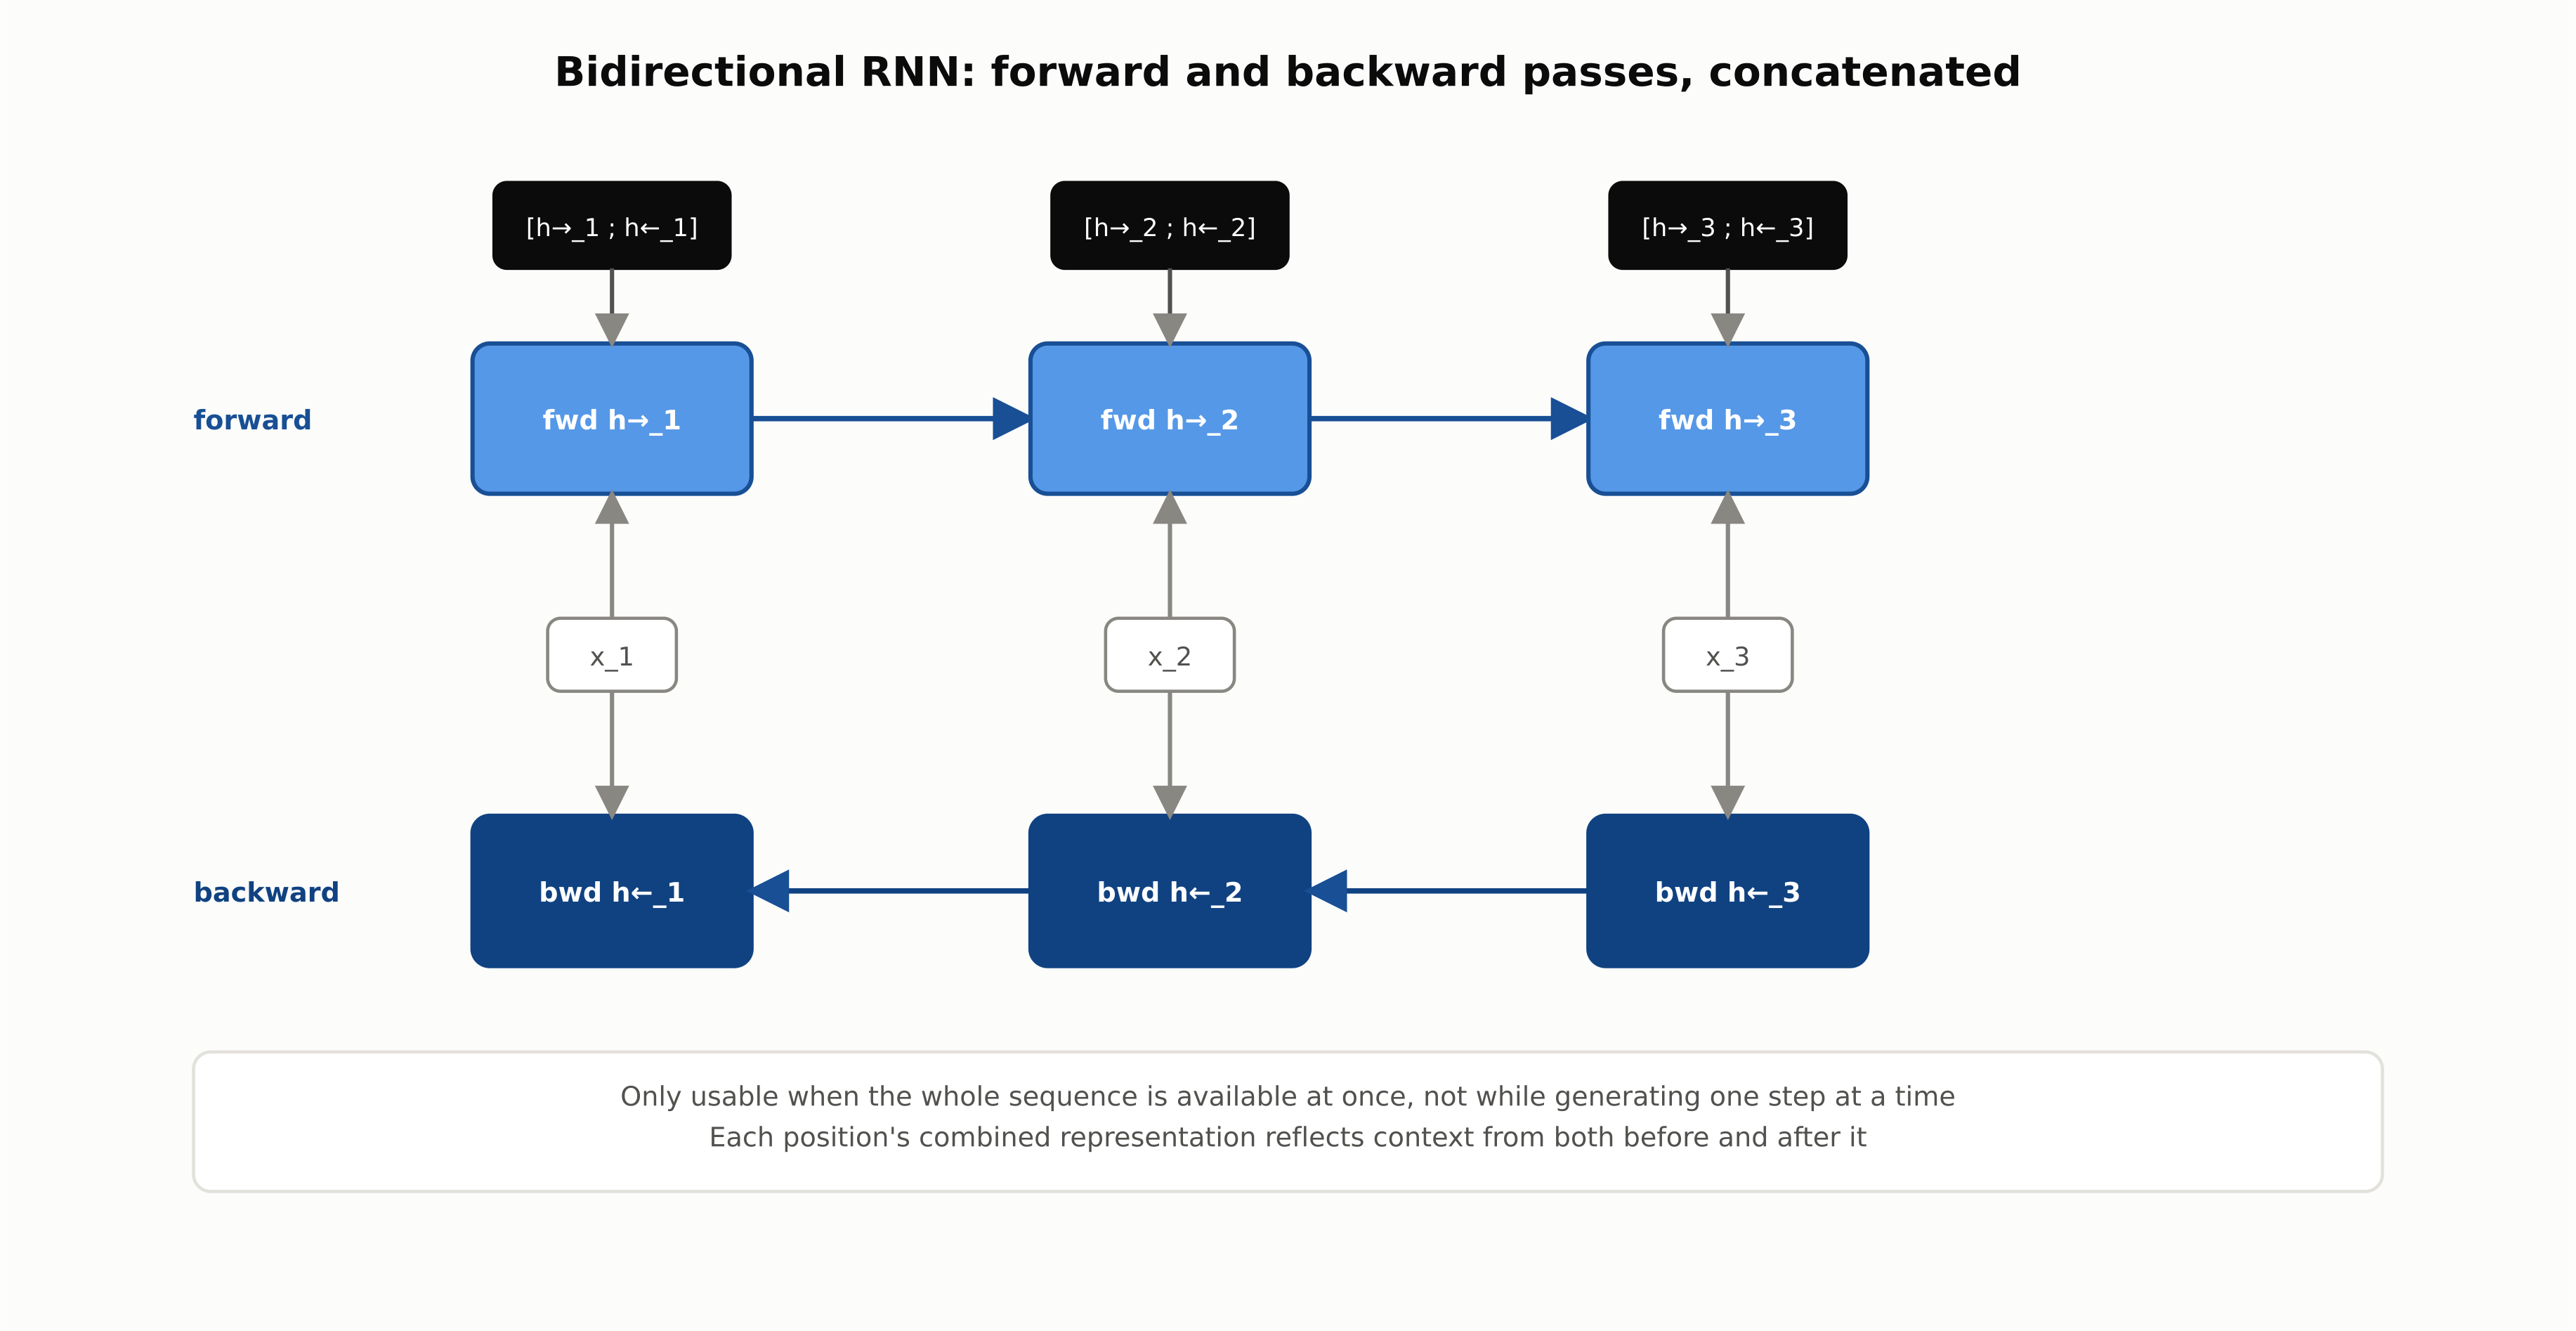 Bidirectional RNN: forward and backward passes, concatenated
[h→_1 ; h←_1]
[h→_2 ; h←_2]
[h→_3 ; h←_3]
forward
fwd h→_1
fwd h→_2
fwd h→_3
x_1
x_2
x_3
backward
bwd h←_1
bwd h←_2
bwd h←_3
Only usable when the whole sequence is available at once, not while generating one step at a time
Each position's combined representation reflects context from both before and after it